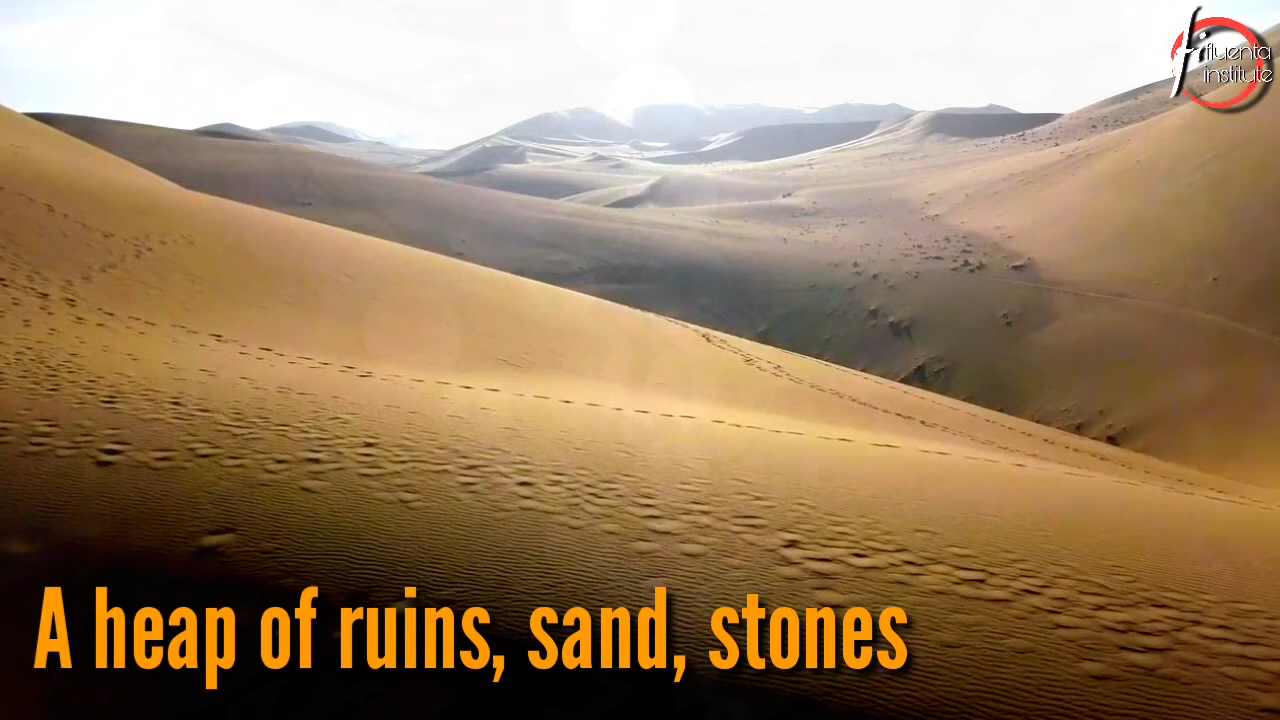 fluenta
institute
A heap of ruins, sand, stones